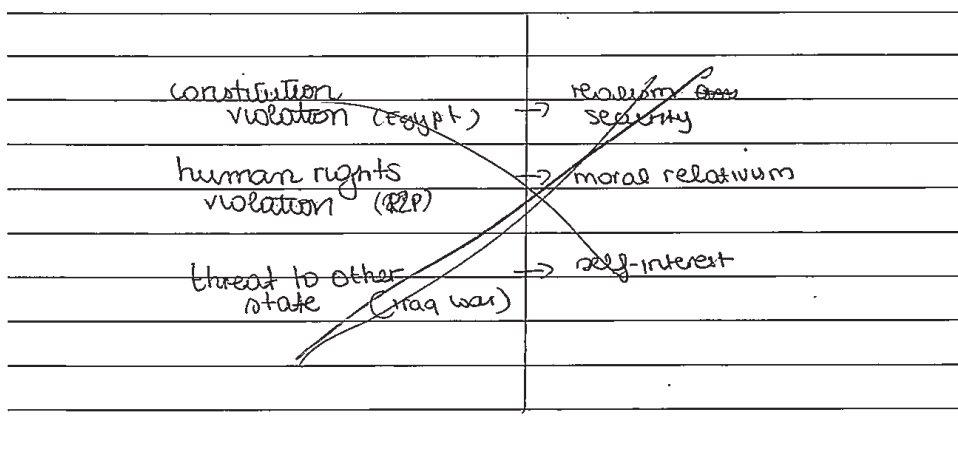 constitution → realism
violation (Egypt) security
human rights → moral relativism
violation (R2P)
threat to other → self-interest
state (Iraq war)